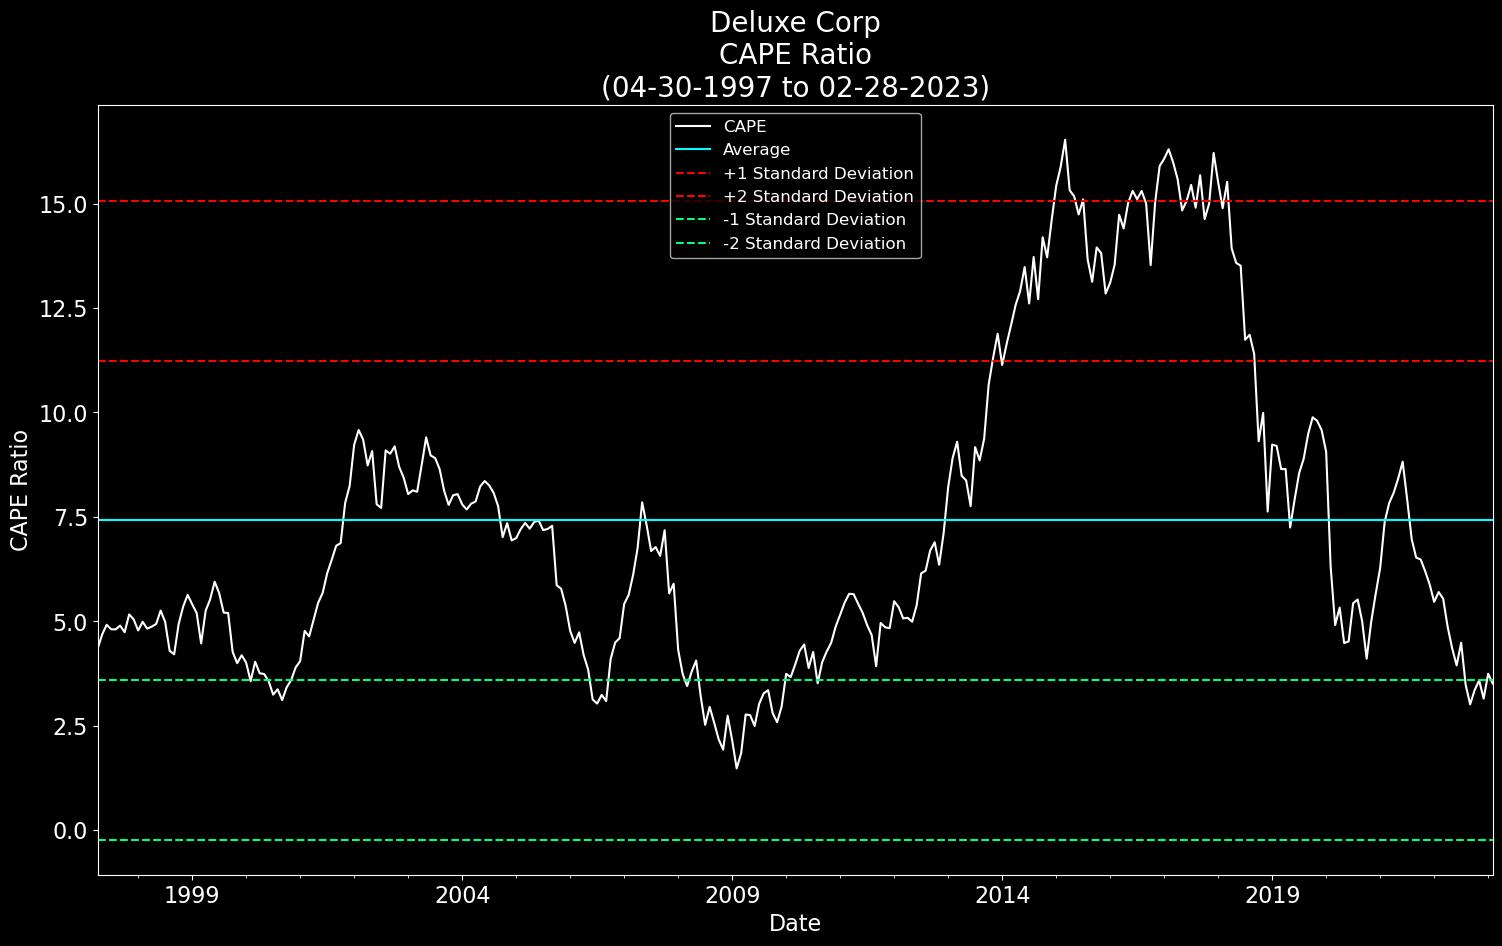 Deluxe Corp
CAPE Ratio
(04-30-1997 to 02-28-2023)
CAPE
Average
+1 Standard Deviation
+2 Standard Deviation
-1 Standard Deviation
-2 Standard Deviation
CAPE Ratio
15.0
12.5
10.0
7.5
5.0
2.5
0.0
1999
2004
2009
2014
2019
Date